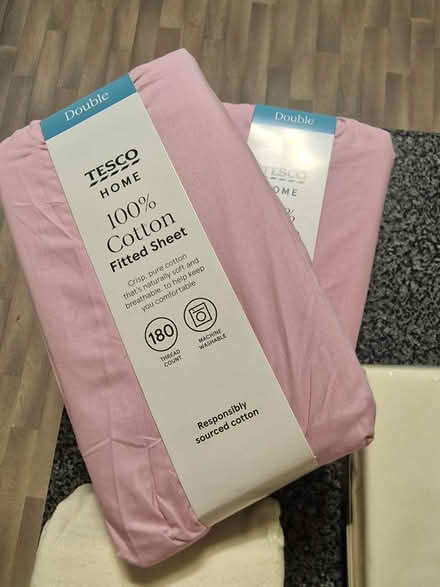 Double
TESCO
HOME
100%
Cotton
Fitted Sheet
Crisp, pure cotton
that's naturally soft and
breathable, to help keep
you comfortable
180
THREAD
COUNT
MACHINE
WASHABLE
Responsibly
sourced cotton
Double
TESCO
HOME
%